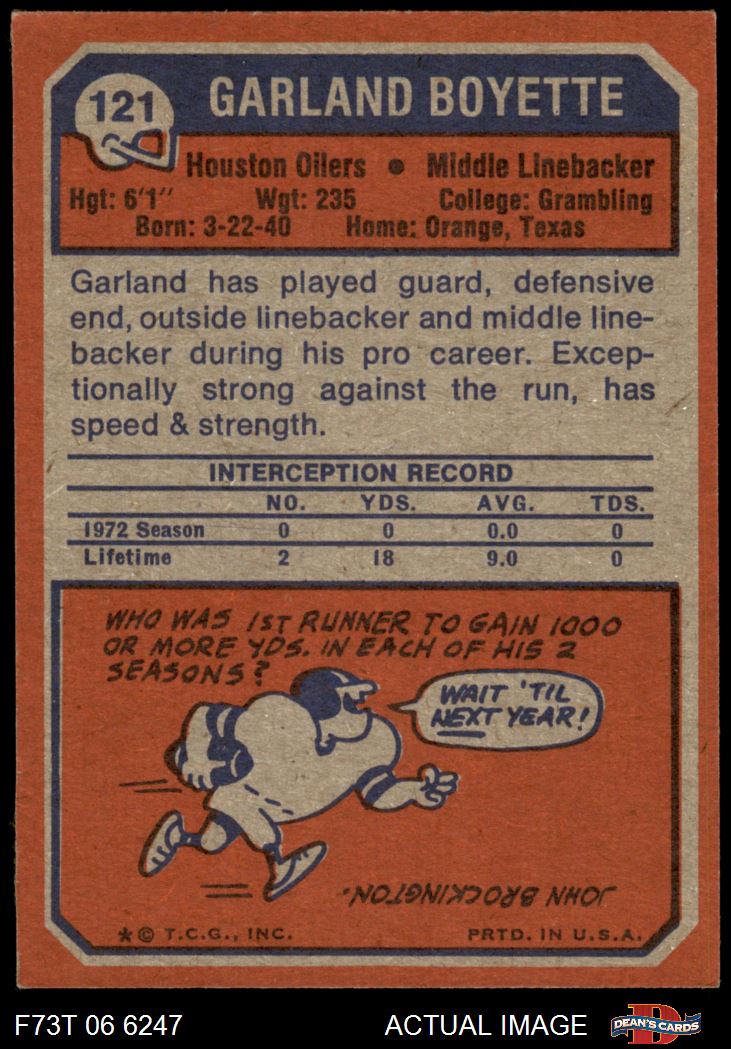 121
GARLAND BOYETTE
Houston Oilers ● Middle Linebacker
Hgt: 6'1" Wgt: 235 College: Grambling
Born: 3-22-40 Home: Orange, Texas
Garland has played guard, defensive
end, outside linebacker and middle line-
backer during his pro career. Excep-
tionally strong against the run, has
speed & strength.
INTERCEPTION RECORD
NO. YDS. AVG. TDS.
1972 Season 0 0 0.0 0
Lifetime 2 18 9.0 0
WHO WAS 1ST RUNNER TO GAIN 1000
OR MORE YDS. IN EACH OF HIS 2
SEASONS?
WAIT 'TIL
NEXT YEAR!
JOHN BROCKINGTON.
* © T.C.G., INC. PRTD. IN U.S.A.
F73T 06 6247 ACTUAL IMAGE
D
DEAN'S CARDS